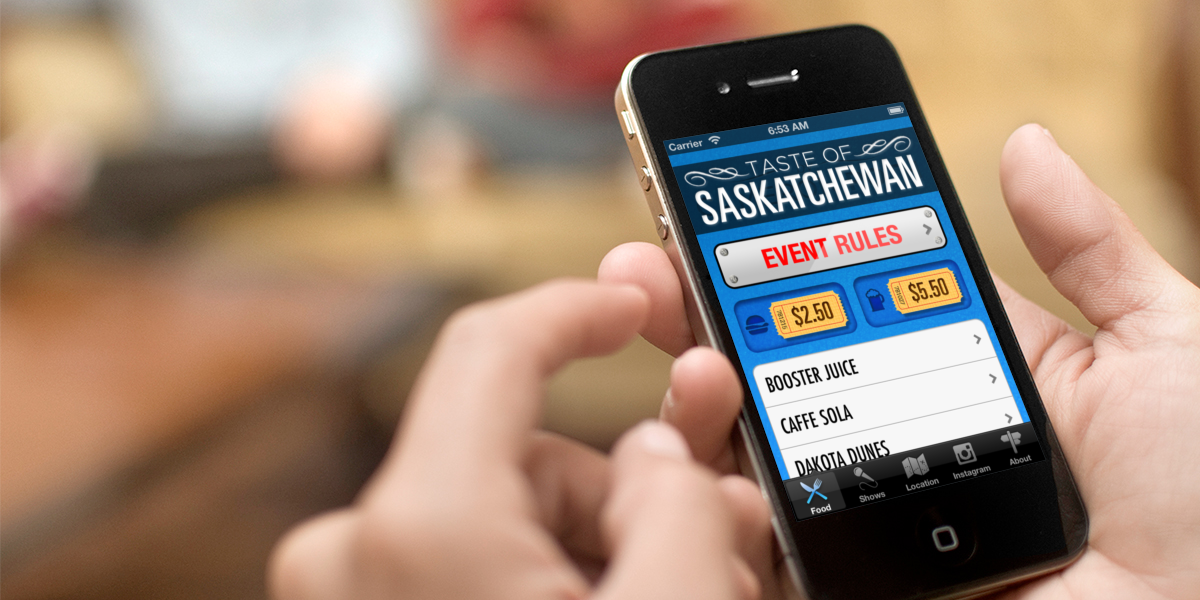 Carrier 6:53 AM
TASTE OF
SASKATCHEWAN
EVENT RULES
$2.50 $5.50
BOOSTER JUICE
CAFFE SOLA
DAKOTA DUNES
Food Shows Location Instagram About